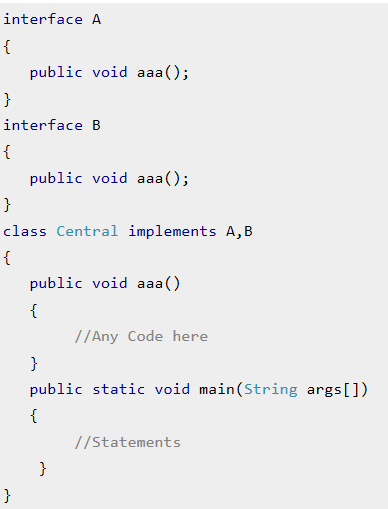 interface A
{
   public void aaa();
}
interface B
{
   public void aaa();
}
class Central implements A,B
{
   public void aaa()
   {
        //Any Code here
   }
   public static void main(String args[])
   {
        //Statements
    }
}